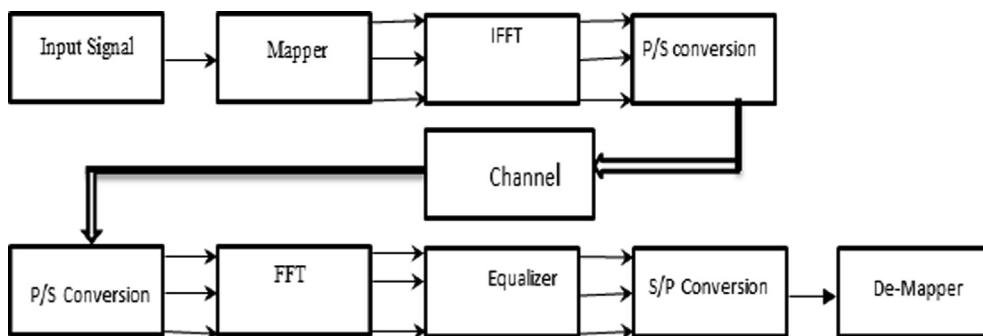 Input Signal
Mapper
IFFT
P/S conversion
Channel
P/S Conversion
FFT
Equalizer
S/P Conversion
De-Mapper